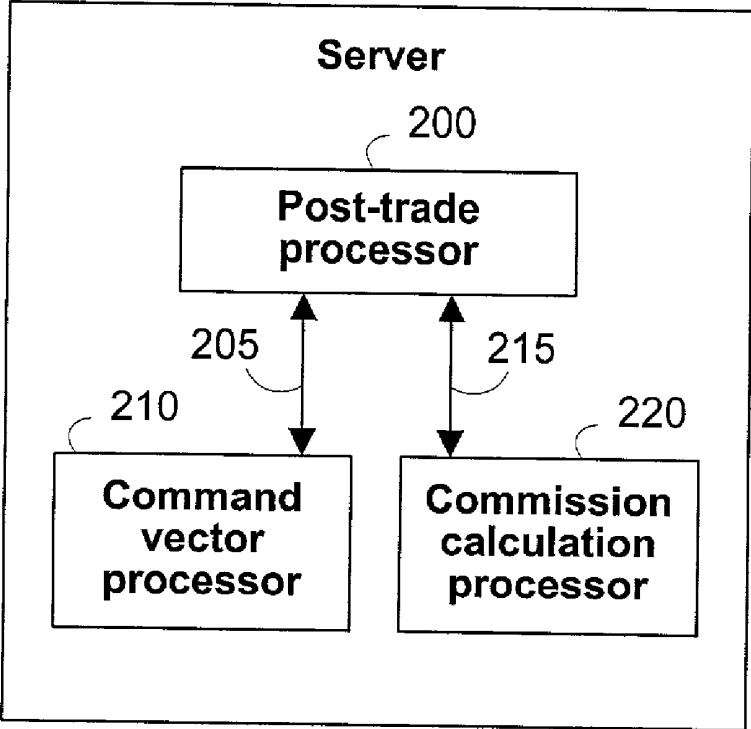 Server
200
Post-trade
processor
205
215
210
220
Command
vector
processor
Commission
calculation
processor